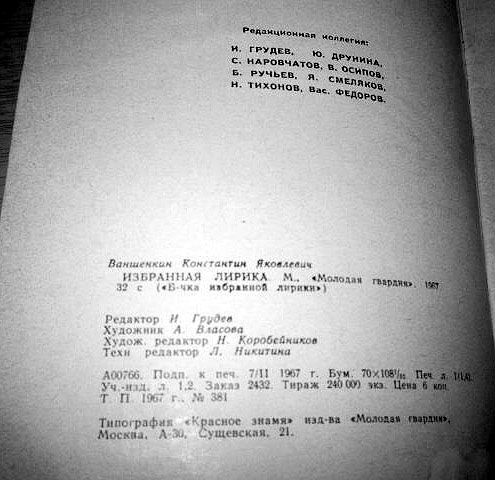 Редакционная коллегия:
И. ГРУДЕВ, Ю. ДРУНИНА,
С. НАРОВЧАТОВ, В. ОСИПОВ,
Б. РУЧЬЕВ, Я. СМЕЛЯКОВ,
Н. ТИХОНОВ, Вас. ФЕДОРОВ.
Ваншенкин Константин Яковлевич
ИЗБРАННАЯ ЛИРИКА. М., «Молодая гвардия», 1967
32 с («Б-чка избранной лирики»)
Редактор И. Грудев
Художник А. Власова
Худож. редактор Н. Коробейников
Техн редактор Л. Никитина
А00766. Подп. к печ. 7/II 1967 г. Бум. 70×108¹/₃₂ Печ. л.
Уч.-изд. л. 1,2. Заказ 2432. Тираж 240 000 экз. Цена 6 коп.
Т. П. 1967 г., № 381
Типография «Красное знамя» изд-ва «Молодая гвардия»,
Москва, А-30, Сущевская, 21.